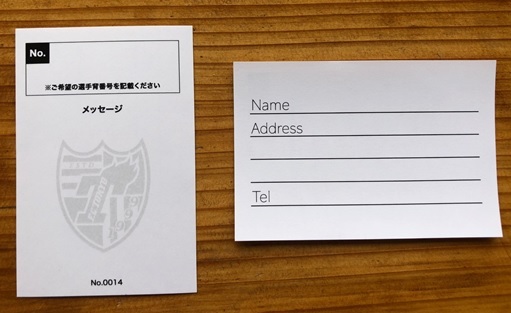 No.
※ご希望の選手背番号を記載ください
メッセージ
No.0014
Name
Address
Tel